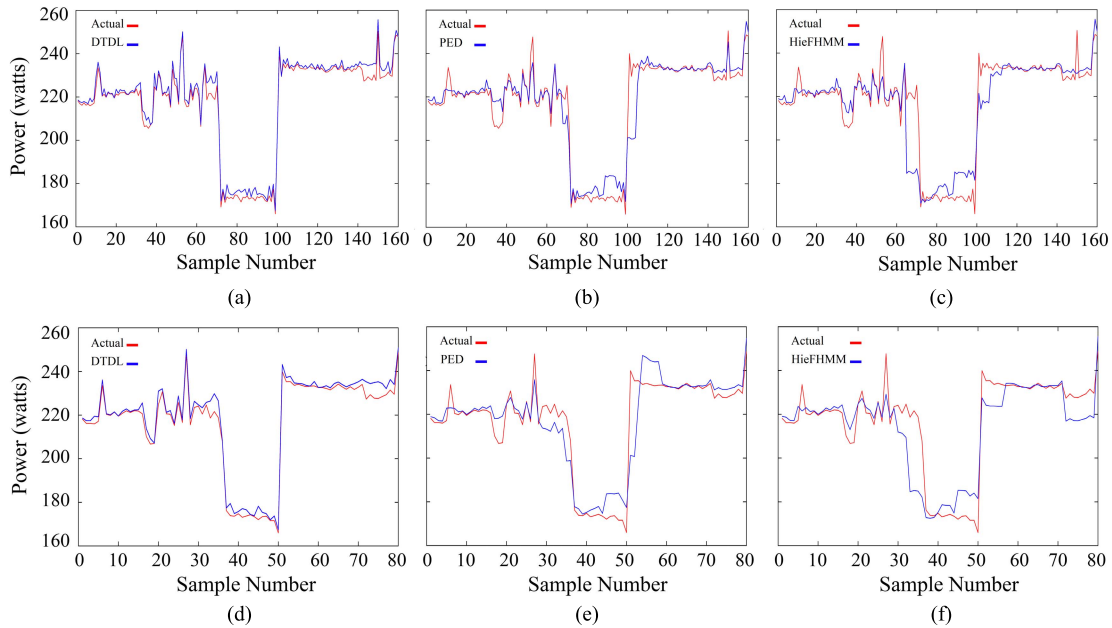 260
240
220
200
180
160
Power (watts)
Actual
DTDL
0 20 40 60 80 100 120 140 160
Sample Number
(a)
Actual
PED
0 20 40 60 80 100 120 140 160
Sample Number
(b)
Actual
HieFHMM
0 20 40 60 80 100 120 140 160
Sample Number
(c)
260
240
220
200
180
160
Power (watts)
Actual
DTDL
0 10 20 30 40 50 60 70 80
Sample Number
(d)
Actual
PED
0 10 20 30 40 50 60 70 80
Sample Number
(e)
Actual
HieFHMM
0 10 20 30 40 50 60 70 80
Sample Number
(f)